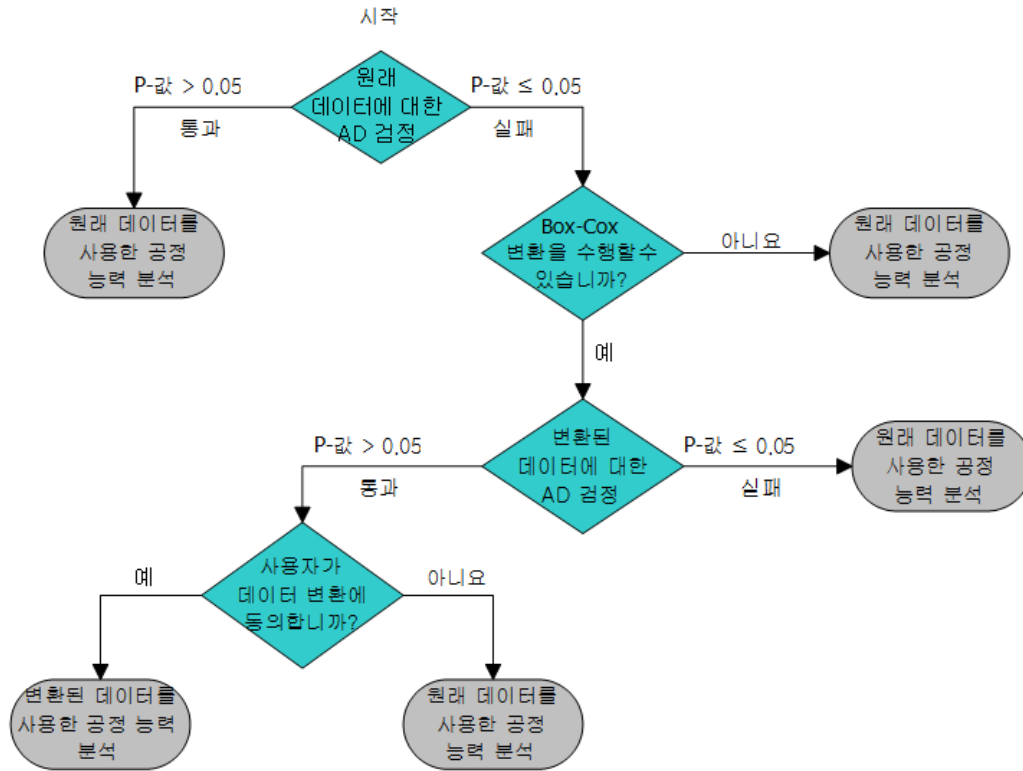 시작
P-값 > 0.05
통과
원래
데이터에 대한
AD 검정
P-값 ≤ 0.05
실패
원래 데이터를
사용한 공정
능력 분석
Box-Cox
변환을 수행할수
있습니까?
아니요
원래 데이터를
사용한 공정
능력 분석
예
P-값 > 0.05
통과
변환된
데이터에 대한
AD 검정
P-값 ≤ 0.05
실패
원래 데이터를
사용한 공정
능력 분석
예
사용자가
데이터 변환에
동의합니까?
아니요
변환된 데이터를
사용한 공정 능력
분석
원래 데이터를
사용한 공정
능력 분석